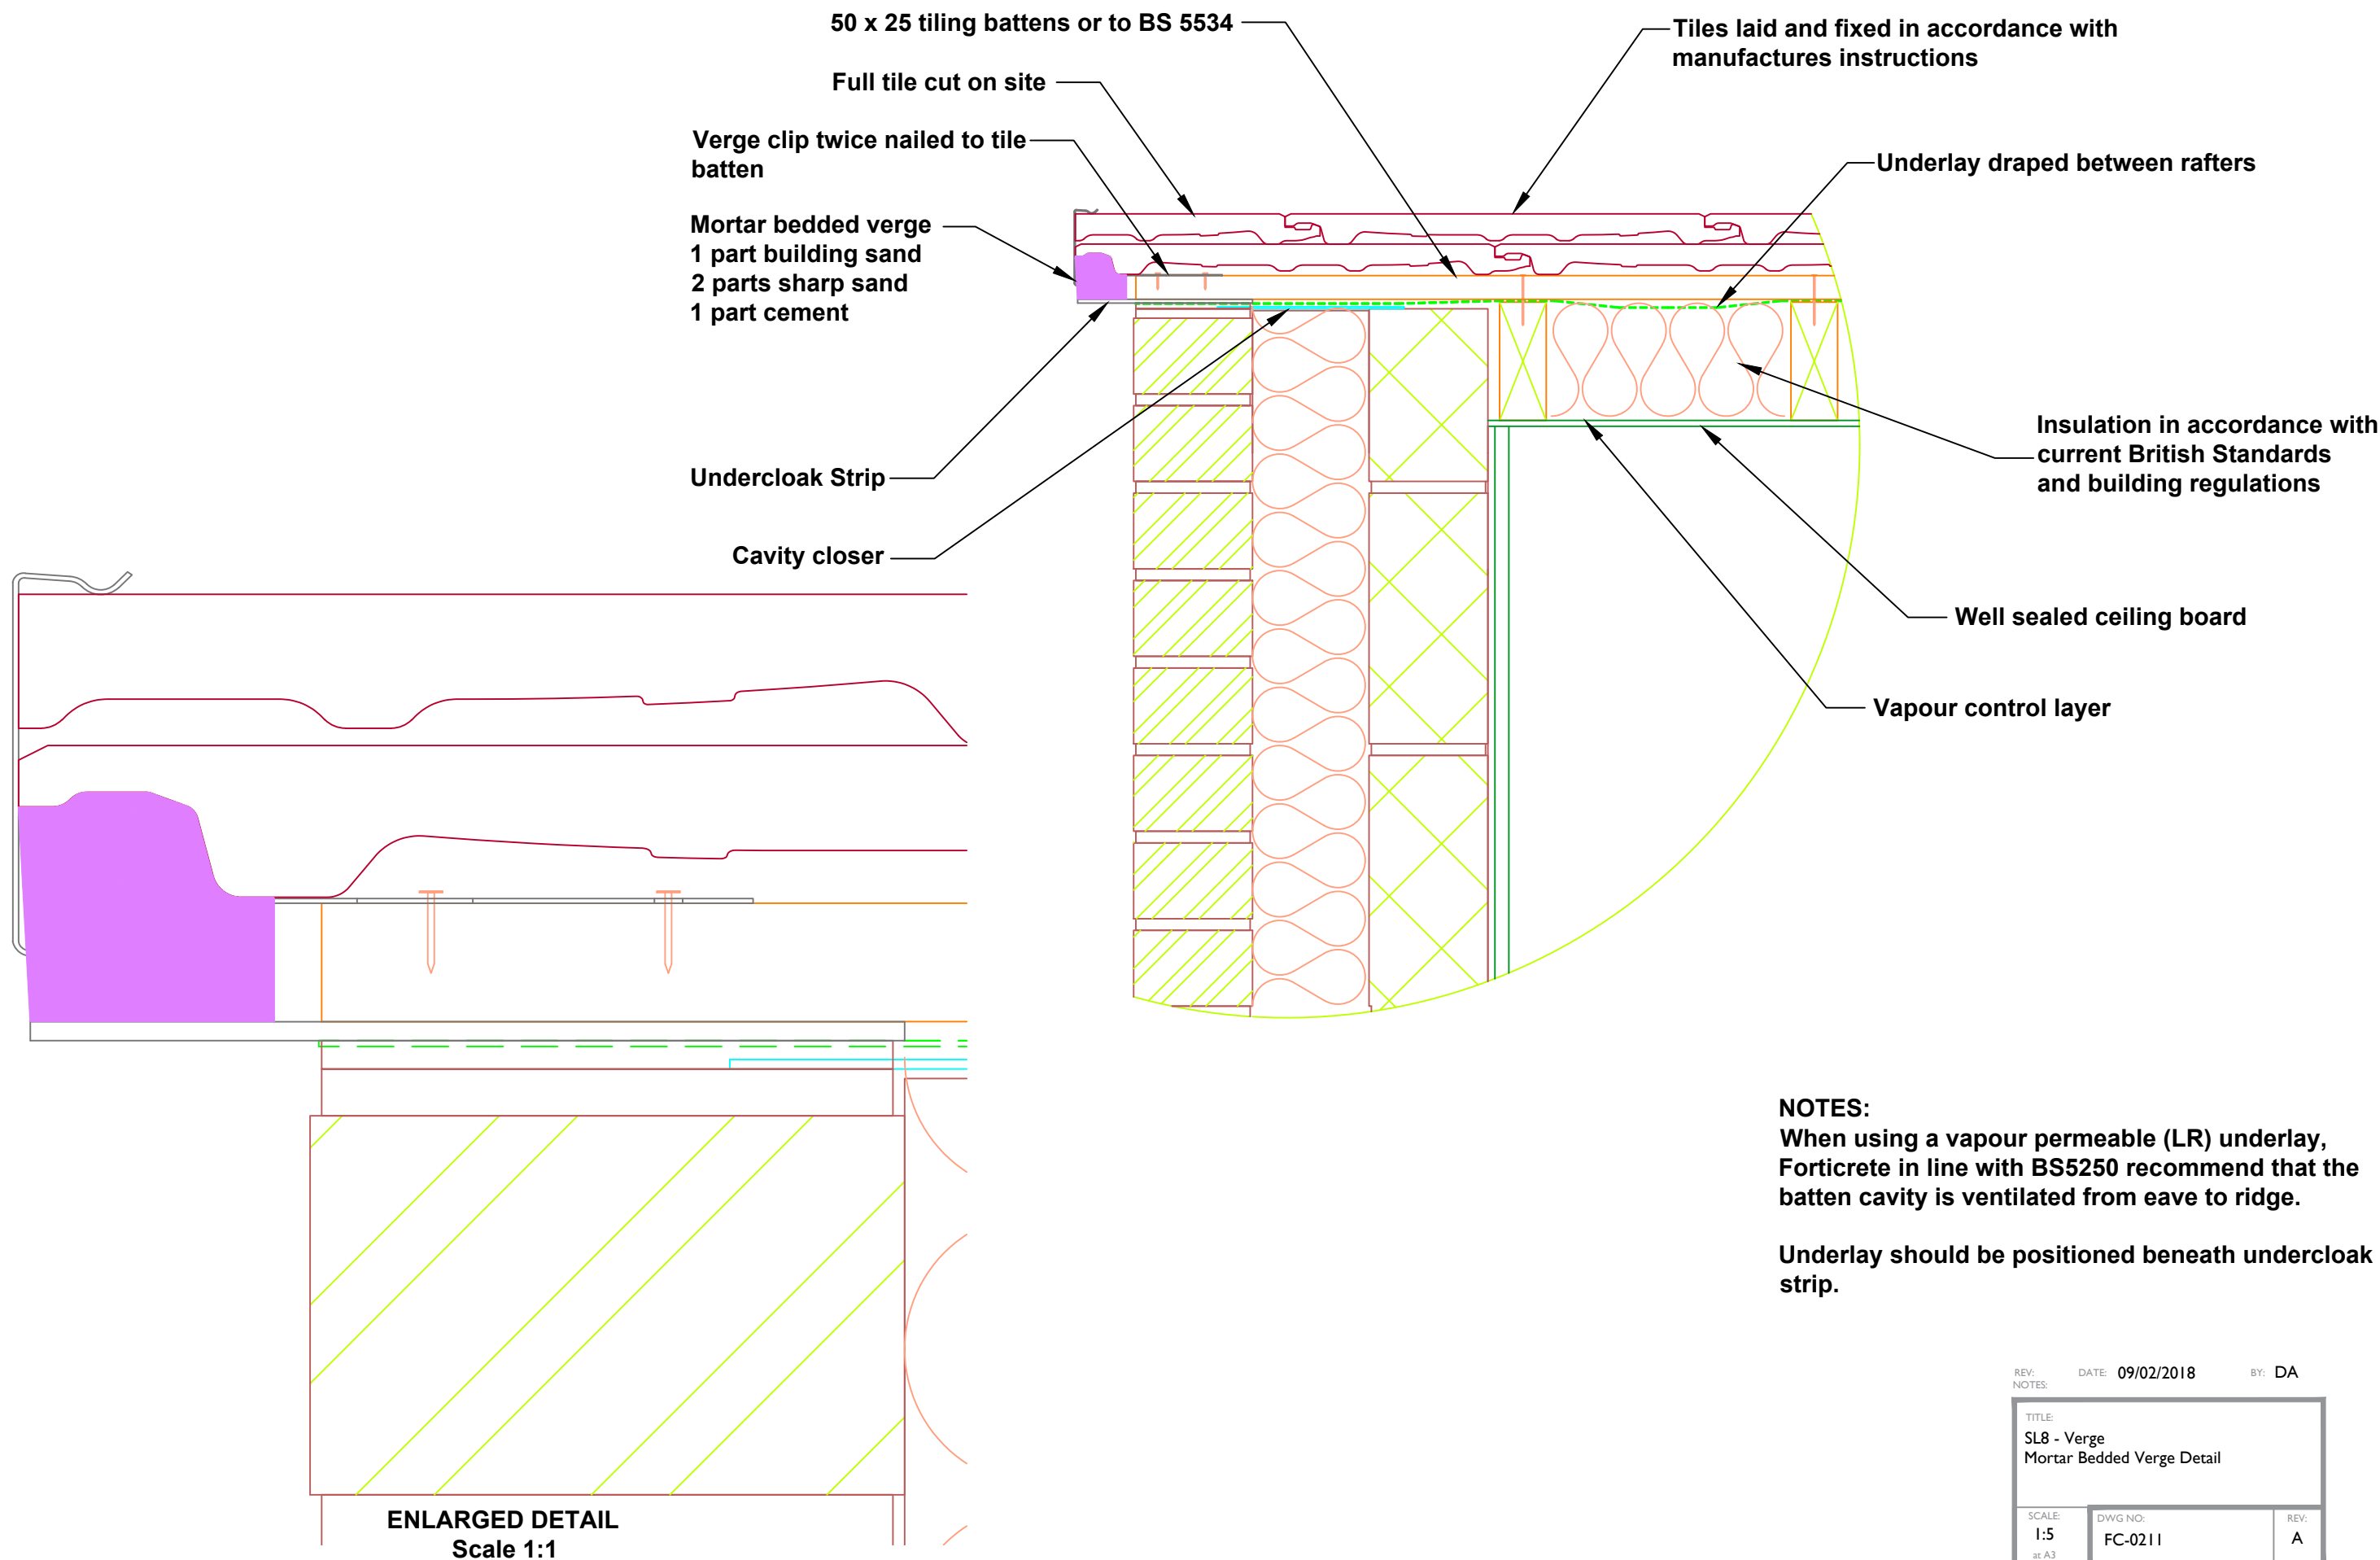 50 x 25 tiling battens or to BS 5534
Tiles laid and fixed in accordance with
manufactures instructions
Full tile cut on site
Verge clip twice nailed to tile
batten
Underlay draped between rafters
Mortar bedded verge
1 part building sand
2 parts sharp sand
1 part cement
Insulation in accordance with
current British Standards
and building regulations
Undercloak Strip
Cavity closer
Well sealed ceiling board
Vapour control layer
NOTES:
When using a vapour permeable (LR) underlay,
Forticrete in line with BS5250 recommend that the
batten cavity is ventilated from eave to ridge.
Underlay should be positioned beneath undercloak
strip.
ENLARGED DETAIL
Scale 1:1
REV: DATE: 09/02/2018 BY: DA
NOTES:
TITLE:
SL8 - Verge
Mortar Bedded Verge Detail
SCALE: DWG NO: REV:
1:5 FC-0211 A
at A3